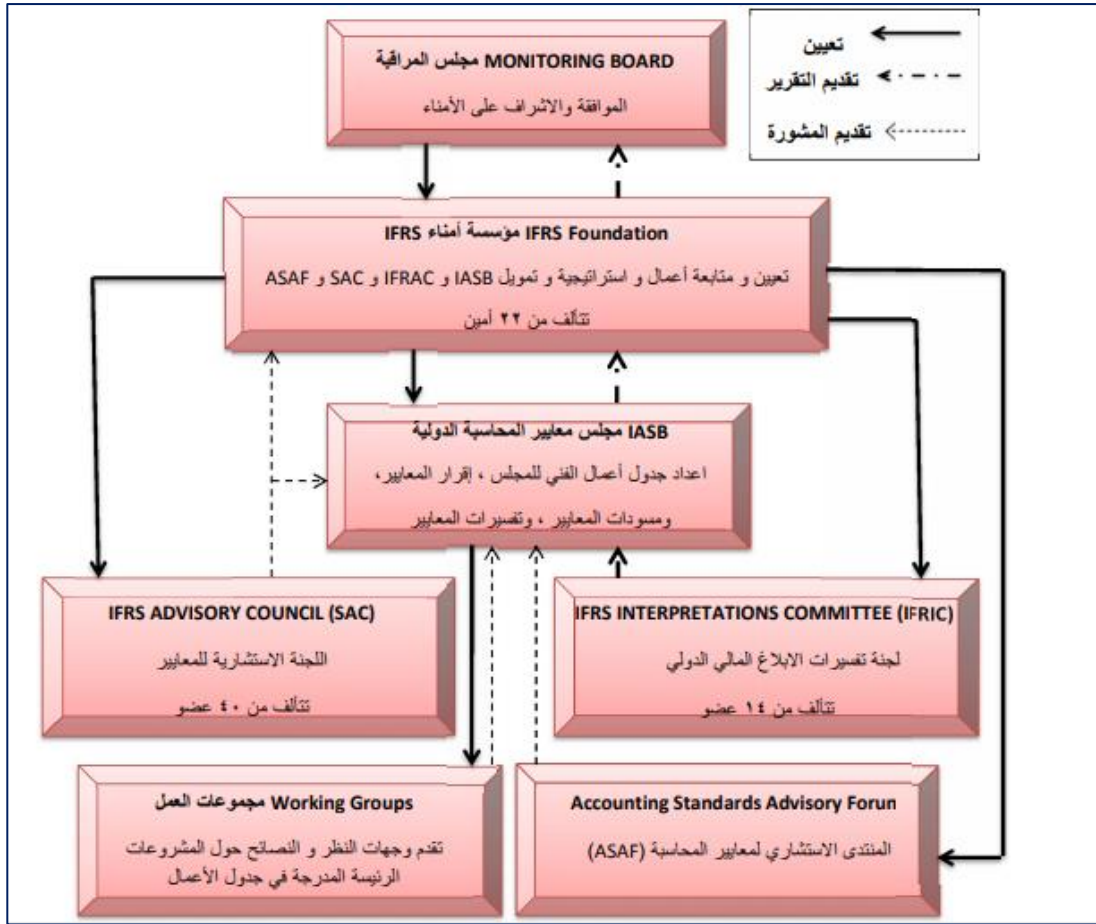 مجلس المراقبة MONITORING BOARD
الموافقة والاشراف على الأمناء
تعيين
تقديم التقرير
تقديم المشورة
IFRS مؤسسة أمناء IFRS Foundation
تعيين و متابعة أعمال و استراتيجية و تمويل IASB و IFRAC و SAC و ASAF
تتألف من ٢٢ أمين
مجلس معايير المحاسبة الدولية IASB
اعداد جدول أعمال الفني للمجلس ، إقرار المعايير،
ومسودات المعايير ، وتفسيرات المعايير
IFRS ADVISORY COUNCIL (SAC)
اللجنة الاستشارية للمعايير
تتألف من ٤٠ عضو
IFRS INTERPRETATIONS COMMITTEE (IFRIC)
لجنة تفسيرات الابلاغ المالي الدولي
تتألف من ١٤ عضو
مجموعات العمل Working Groups
تقدم وجهات النظر و النصائح حول المشروعات
الرئيسة المدرجة في جدول الأعمال
Accounting Standards Advisory Forun
المنتدى الاستشاري لمعايير المحاسبة (ASAF)